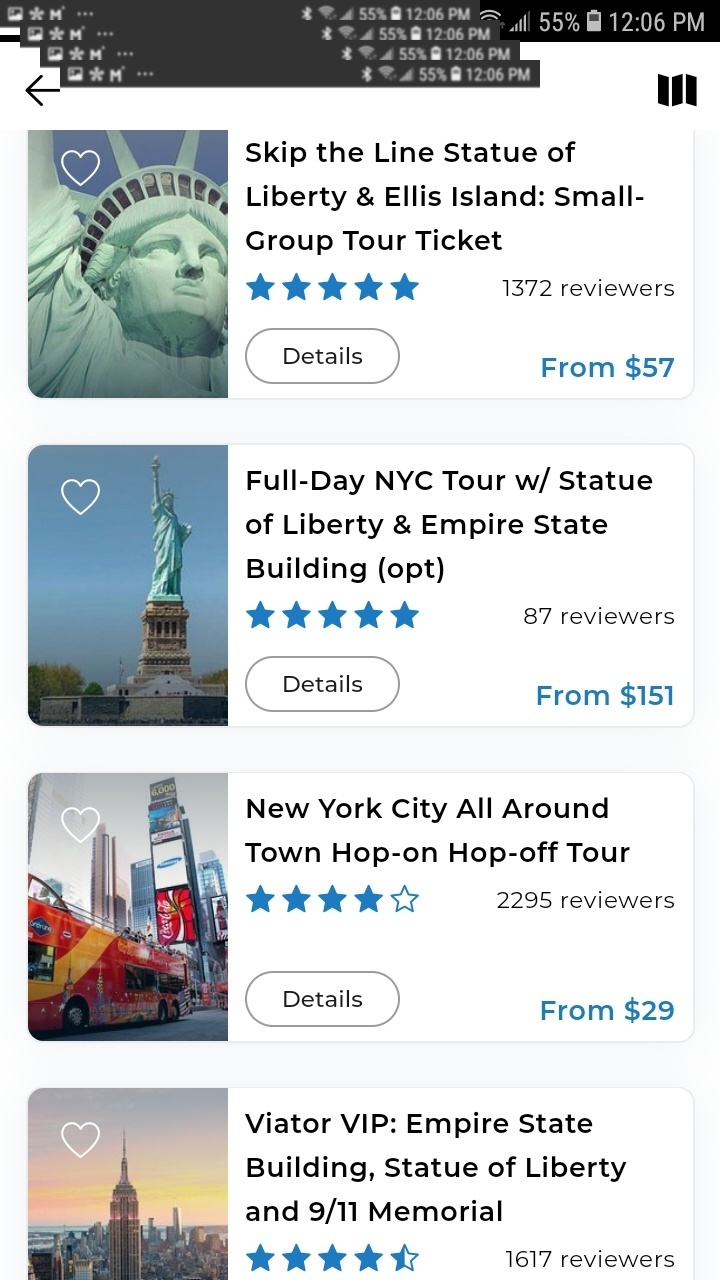 55% 12:06 PM
55% 12:06 PM
55% 12:06 PM
55% 12:06 PM
55% 12:06 PM
Skip the Line Statue of
Liberty & Ellis Island: Small-
Group Tour Ticket
1372 reviewers
Details
From $57
Full-Day NYC Tour w/ Statue
of Liberty & Empire State
Building (opt)
87 reviewers
Details
From $151
New York City All Around
Town Hop-on Hop-off Tour
2295 reviewers
Details
From $29
Viator VIP: Empire State
Building, Statue of Liberty
and 9/11 Memorial
1617 reviewers